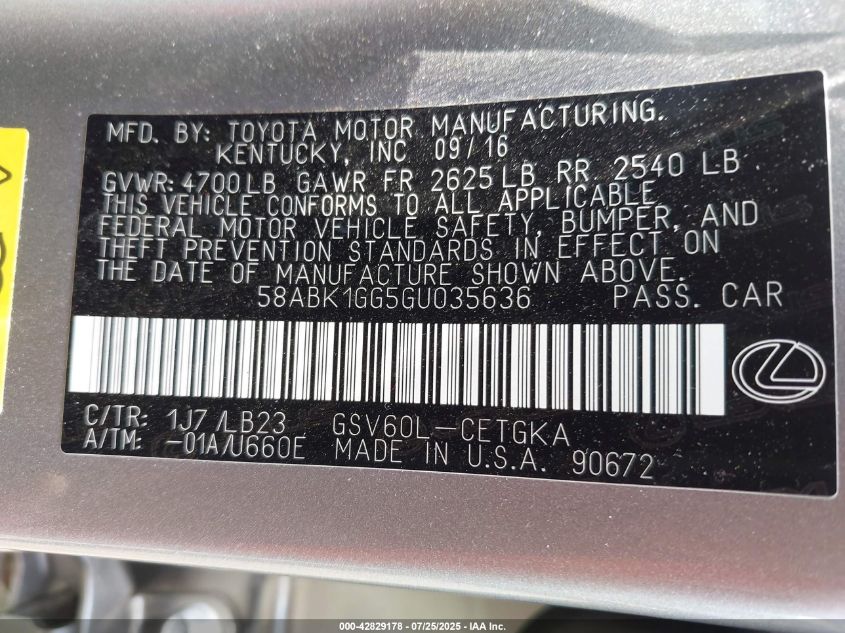 MFD. BY: TOYOTA MOTOR MANUFACTURING.
KENTUCKY, INC 09/16
GVWR: 4700 LB GAWR FR 2625 LB RR. 2540 LB
THIS VEHICLE CONFORMS TO ALL APPLICABLE
FEDERAL MOTOR VEHICLE SAFETY, BUMPER, AND
THEFT PREVENTION STANDARDS IN EFFECT ON
THE DATE OF MANUFACTURE SHOWN ABOVE.
58ABK1GG5GU035636 PASS. CAR
C/TR: 1J7 /LB23 GSV60L-CETGKA
A/TM: -01A/U660E MADE IN U.S.A. 90672
000-42829178 - 07/25/2025 - IAA Inc.